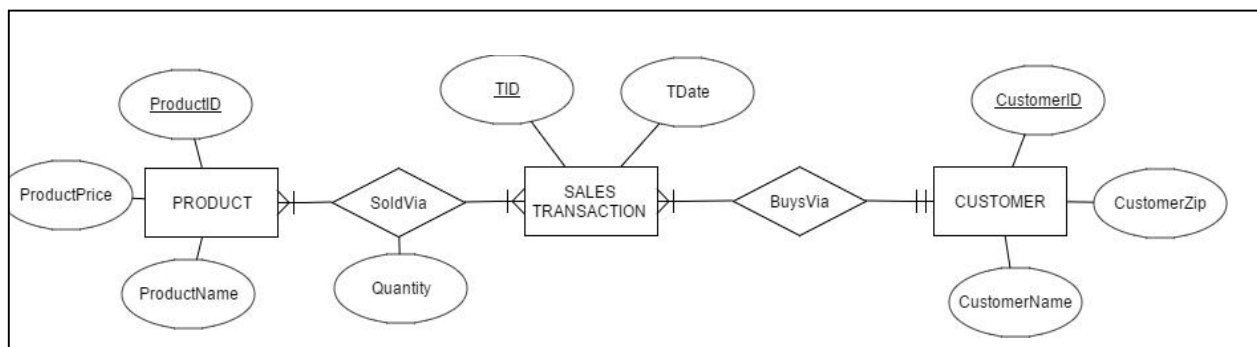 ProductID
TID
TDate
CustomerID
ProductPrice
PRODUCT
SoldVia
SALES
TRANSACTION
BuysVia
CUSTOMER
CustomerZip
ProductName
Quantity
CustomerName